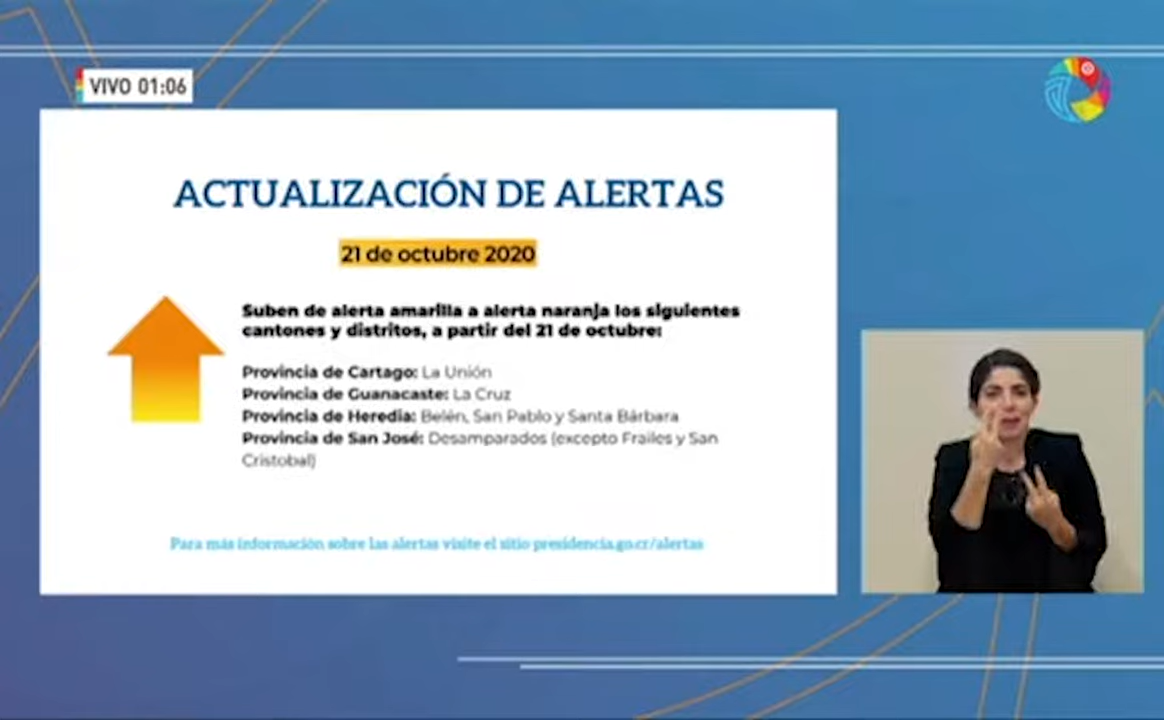 VIVO 01:06
ACTUALIZACIÓN DE ALERTAS
21 de octubre 2020
Suben de alerta amarilla a alerta naranja los siguientes
cantones y distritos, a partir del 21 de octubre:
Provincia de Cartago: La Unión
Provincia de Guanacaste: La Cruz
Provincia de Heredia: Belén, San Pablo y Santa Bárbara
Provincia de San José: Desamparados (excepto Frailes y San
Cristobal)
Para más información sobre las alertas visite el sitio presidencia.go.cr/alertas